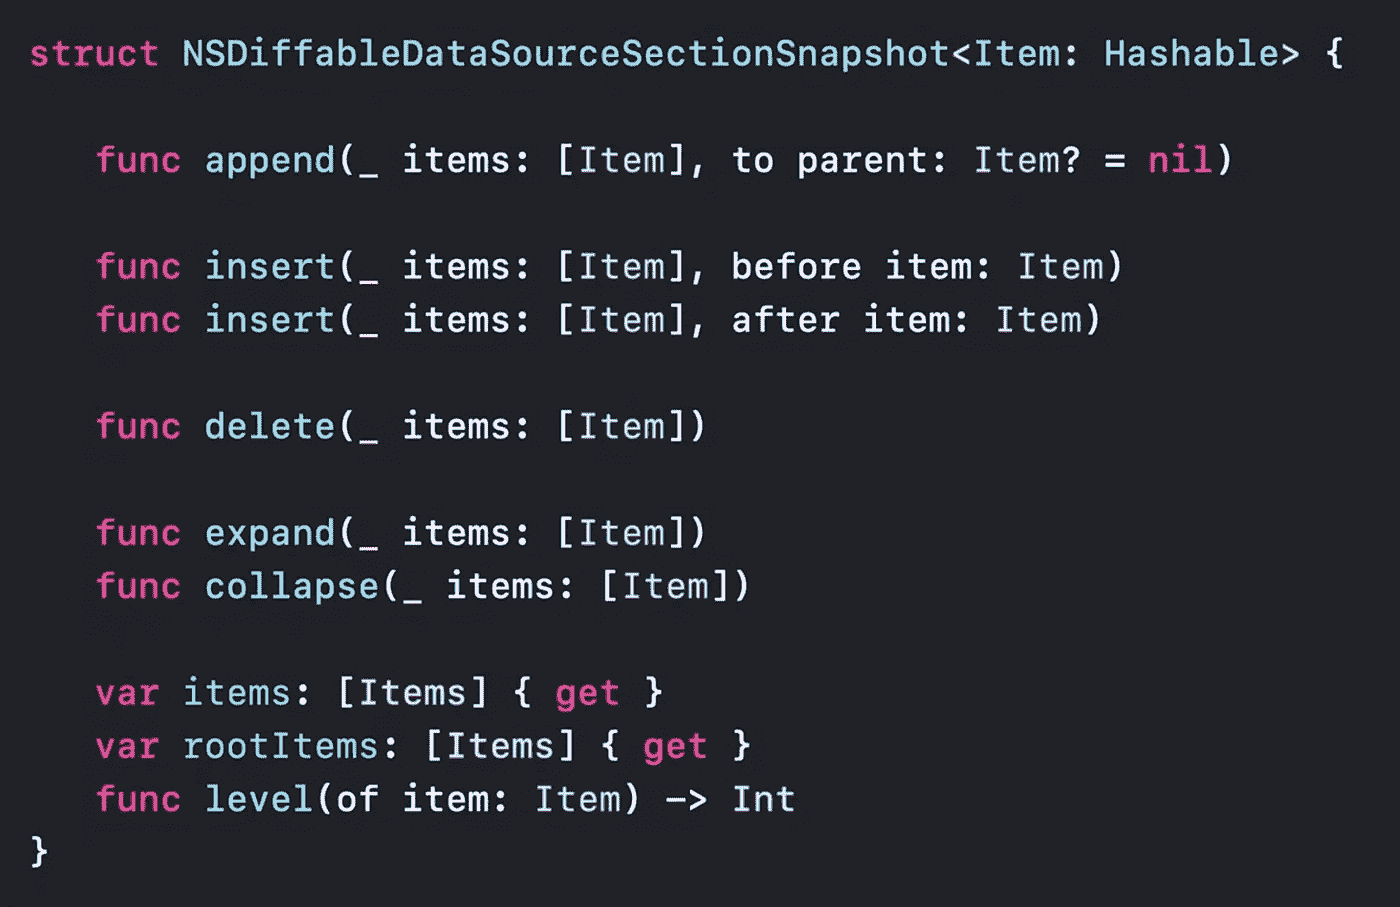 struct NSDiffableDataSourceSectionSnapshot<Item: Hashable> {
func append(_ items: [Item], to parent: Item? = nil)
func insert(_ items: [Item], before item: Item)
func insert(_ items: [Item], after item: Item)
func delete(_ items: [Item])
func expand(_ items: [Item])
func collapse(_ items: [Item])
var items: [Items] { get }
var rootItems: [Items] { get }
func level(of item: Item) -> Int
}